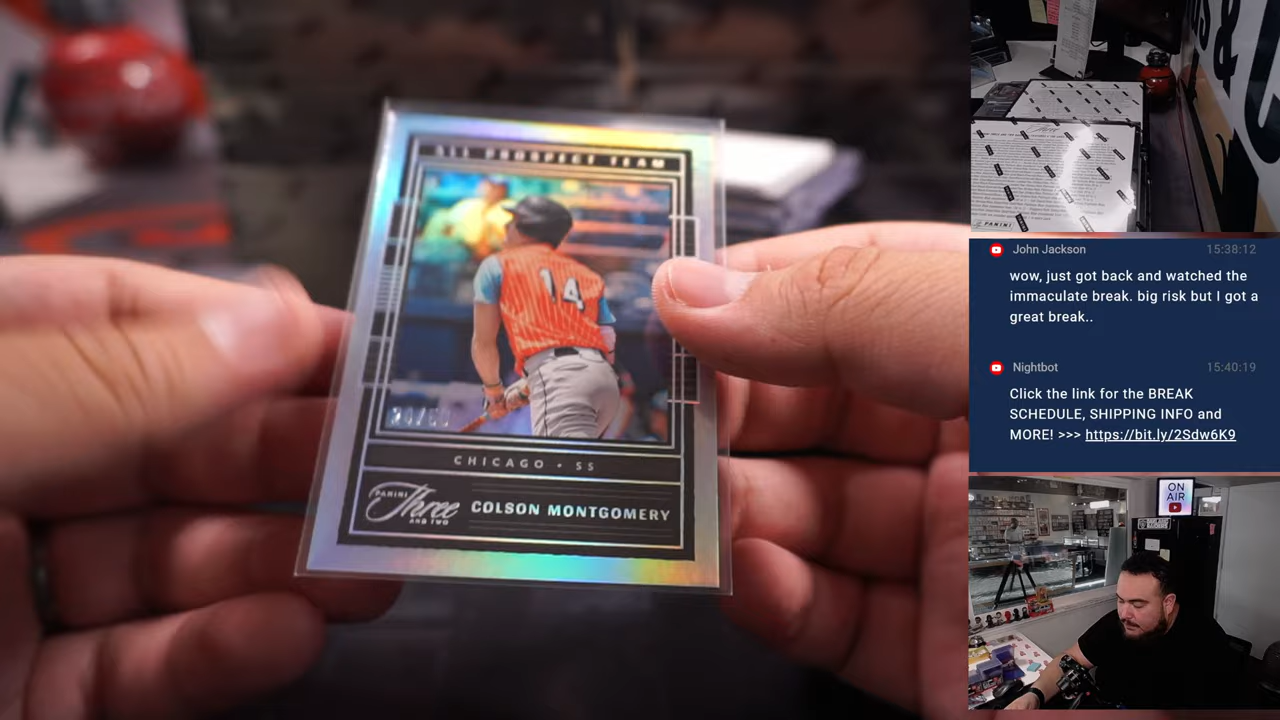 ALL PROSPECT TEAM
14
CHICAGO • SS
PANINI
Three
AND TWO
COLSON MONTGOMERY
PANINI
John Jackson
15:38:12
wow, just got back and watched the
immaculate break. big risk but I got a
great break..
Nightbot
15:40:19
Click the link for the BREAK
SCHEDULE, SHIPPING INFO and
MORE! >>> https://bit.ly/2Sdw6K9
ON
AIR